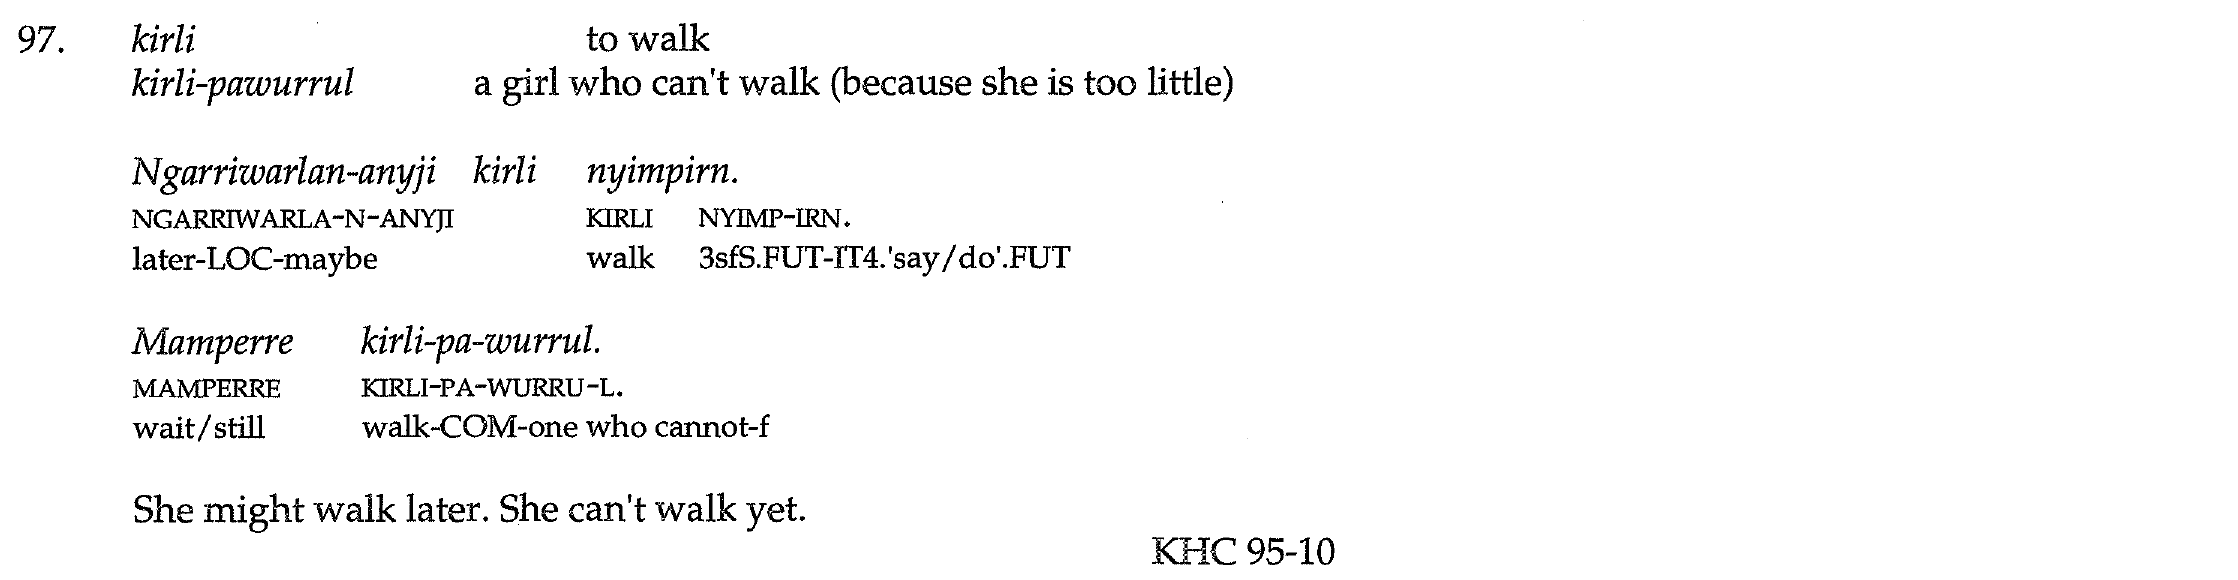 97. kirli to walk
kirli-pawurrul a girl who can't walk (because she is too little)
Ngarriwarlan-anyji kirli nyimpirn.
NGARRIWARLA-N-ANYJI KIRLI NYIMP-IRN.
later-LOC-maybe walk 3sfS.FUT-IT4.'say/do'.FUT
Mamperre kirli-pa-wurrul.
MAMPERRE KIRLI-PA-WURRU-L.
wait/still walk-COM-one who cannot-f
She might walk later. She can't walk yet.
KHC 95-10